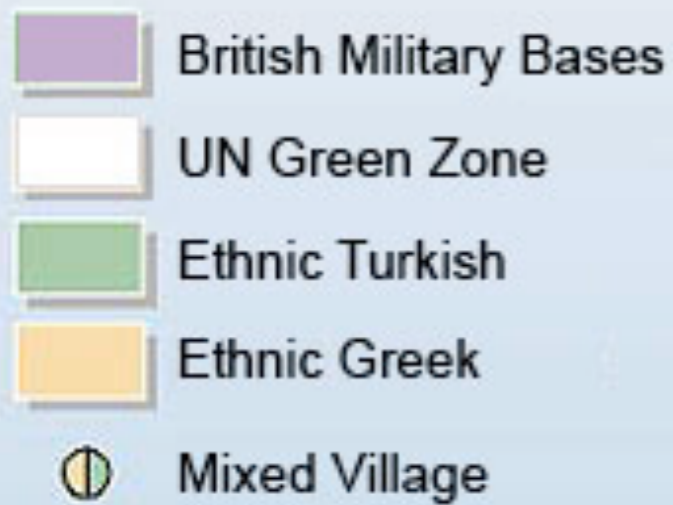 British Military Bases
UN Green Zone
Ethnic Turkish
Ethnic Greek
Mixed Village